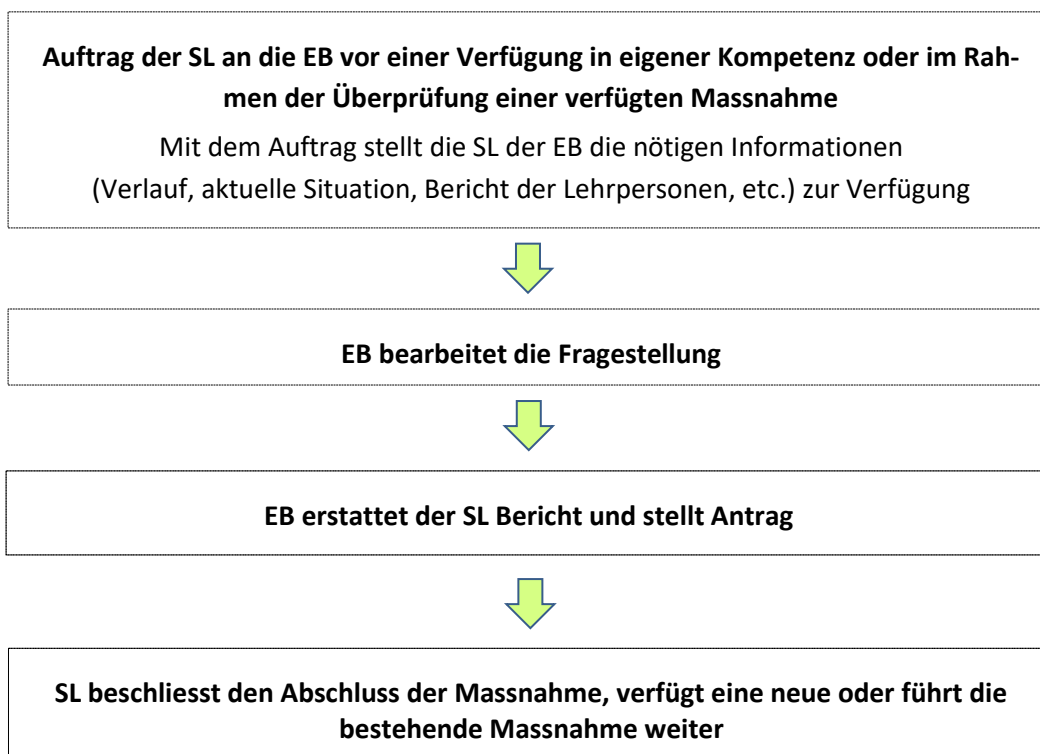 Auftrag der SL an die EB vor einer Verfügung in eigener Kompetenz oder im Rah-
men der Überprüfung einer verfügten Massnahme
Mit dem Auftrag stellt die SL der EB die nötigen Informationen
(Verlauf, aktuelle Situation, Bericht der Lehrpersonen, etc.) zur Verfügung
EB bearbeitet die Fragestellung
EB erstattet der SL Bericht und stellt Antrag
SL beschliesst den Abschluss der Massnahme, verfügt eine neue oder führt die
bestehende Massnahme weiter